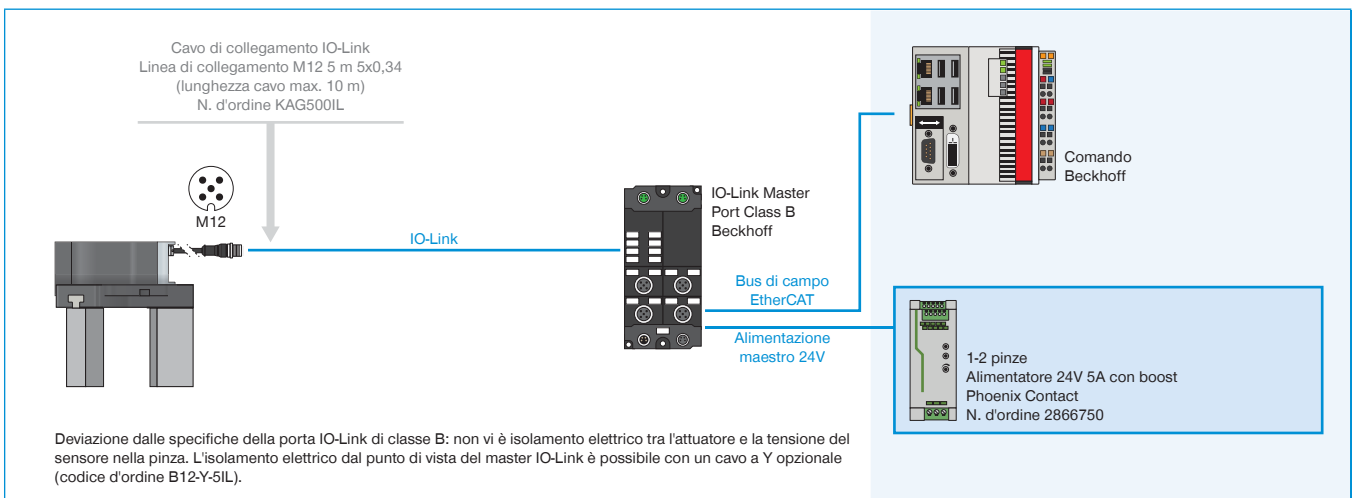 Cavo di collegamento IO-Link
Linea di collegamento M12 5 m 5x0,34
(lunghezza cavo max. 10 m)
N. d'ordine KAG500IL
M12
IO-Link
IO-Link Master
Port Class B
Beckhoff
Bus di campo
EtherCAT
Alimentazione
maestro 24V
Comando
Beckhoff
1-2 pinze
Alimentatore 24V 5A con boost
Phoenix Contact
N. d'ordine 2866750
Deviazione dalle specifiche della porta IO-Link di classe B: non vi è isolamento elettrico tra l'attuatore e la tensione del
sensore nella pinza. L'isolamento elettrico dal punto di vista del master IO-Link è possibile con un cavo a Y opzionale
(codice d'ordine B12-Y-5IL).